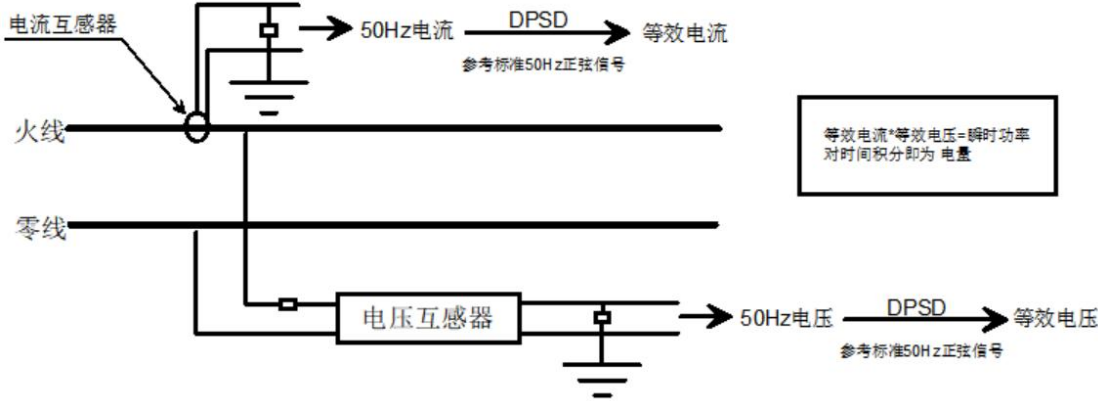 电流互感器
50Hz电流
DPSD
等效电流
参考标准50Hz正弦信号
火线
等效电流*等效电压=瞬时功率
对时间积分即为 电量
零线
电压互感器
50Hz电压
DPSD
等效电压
参考标准50Hz正弦信号